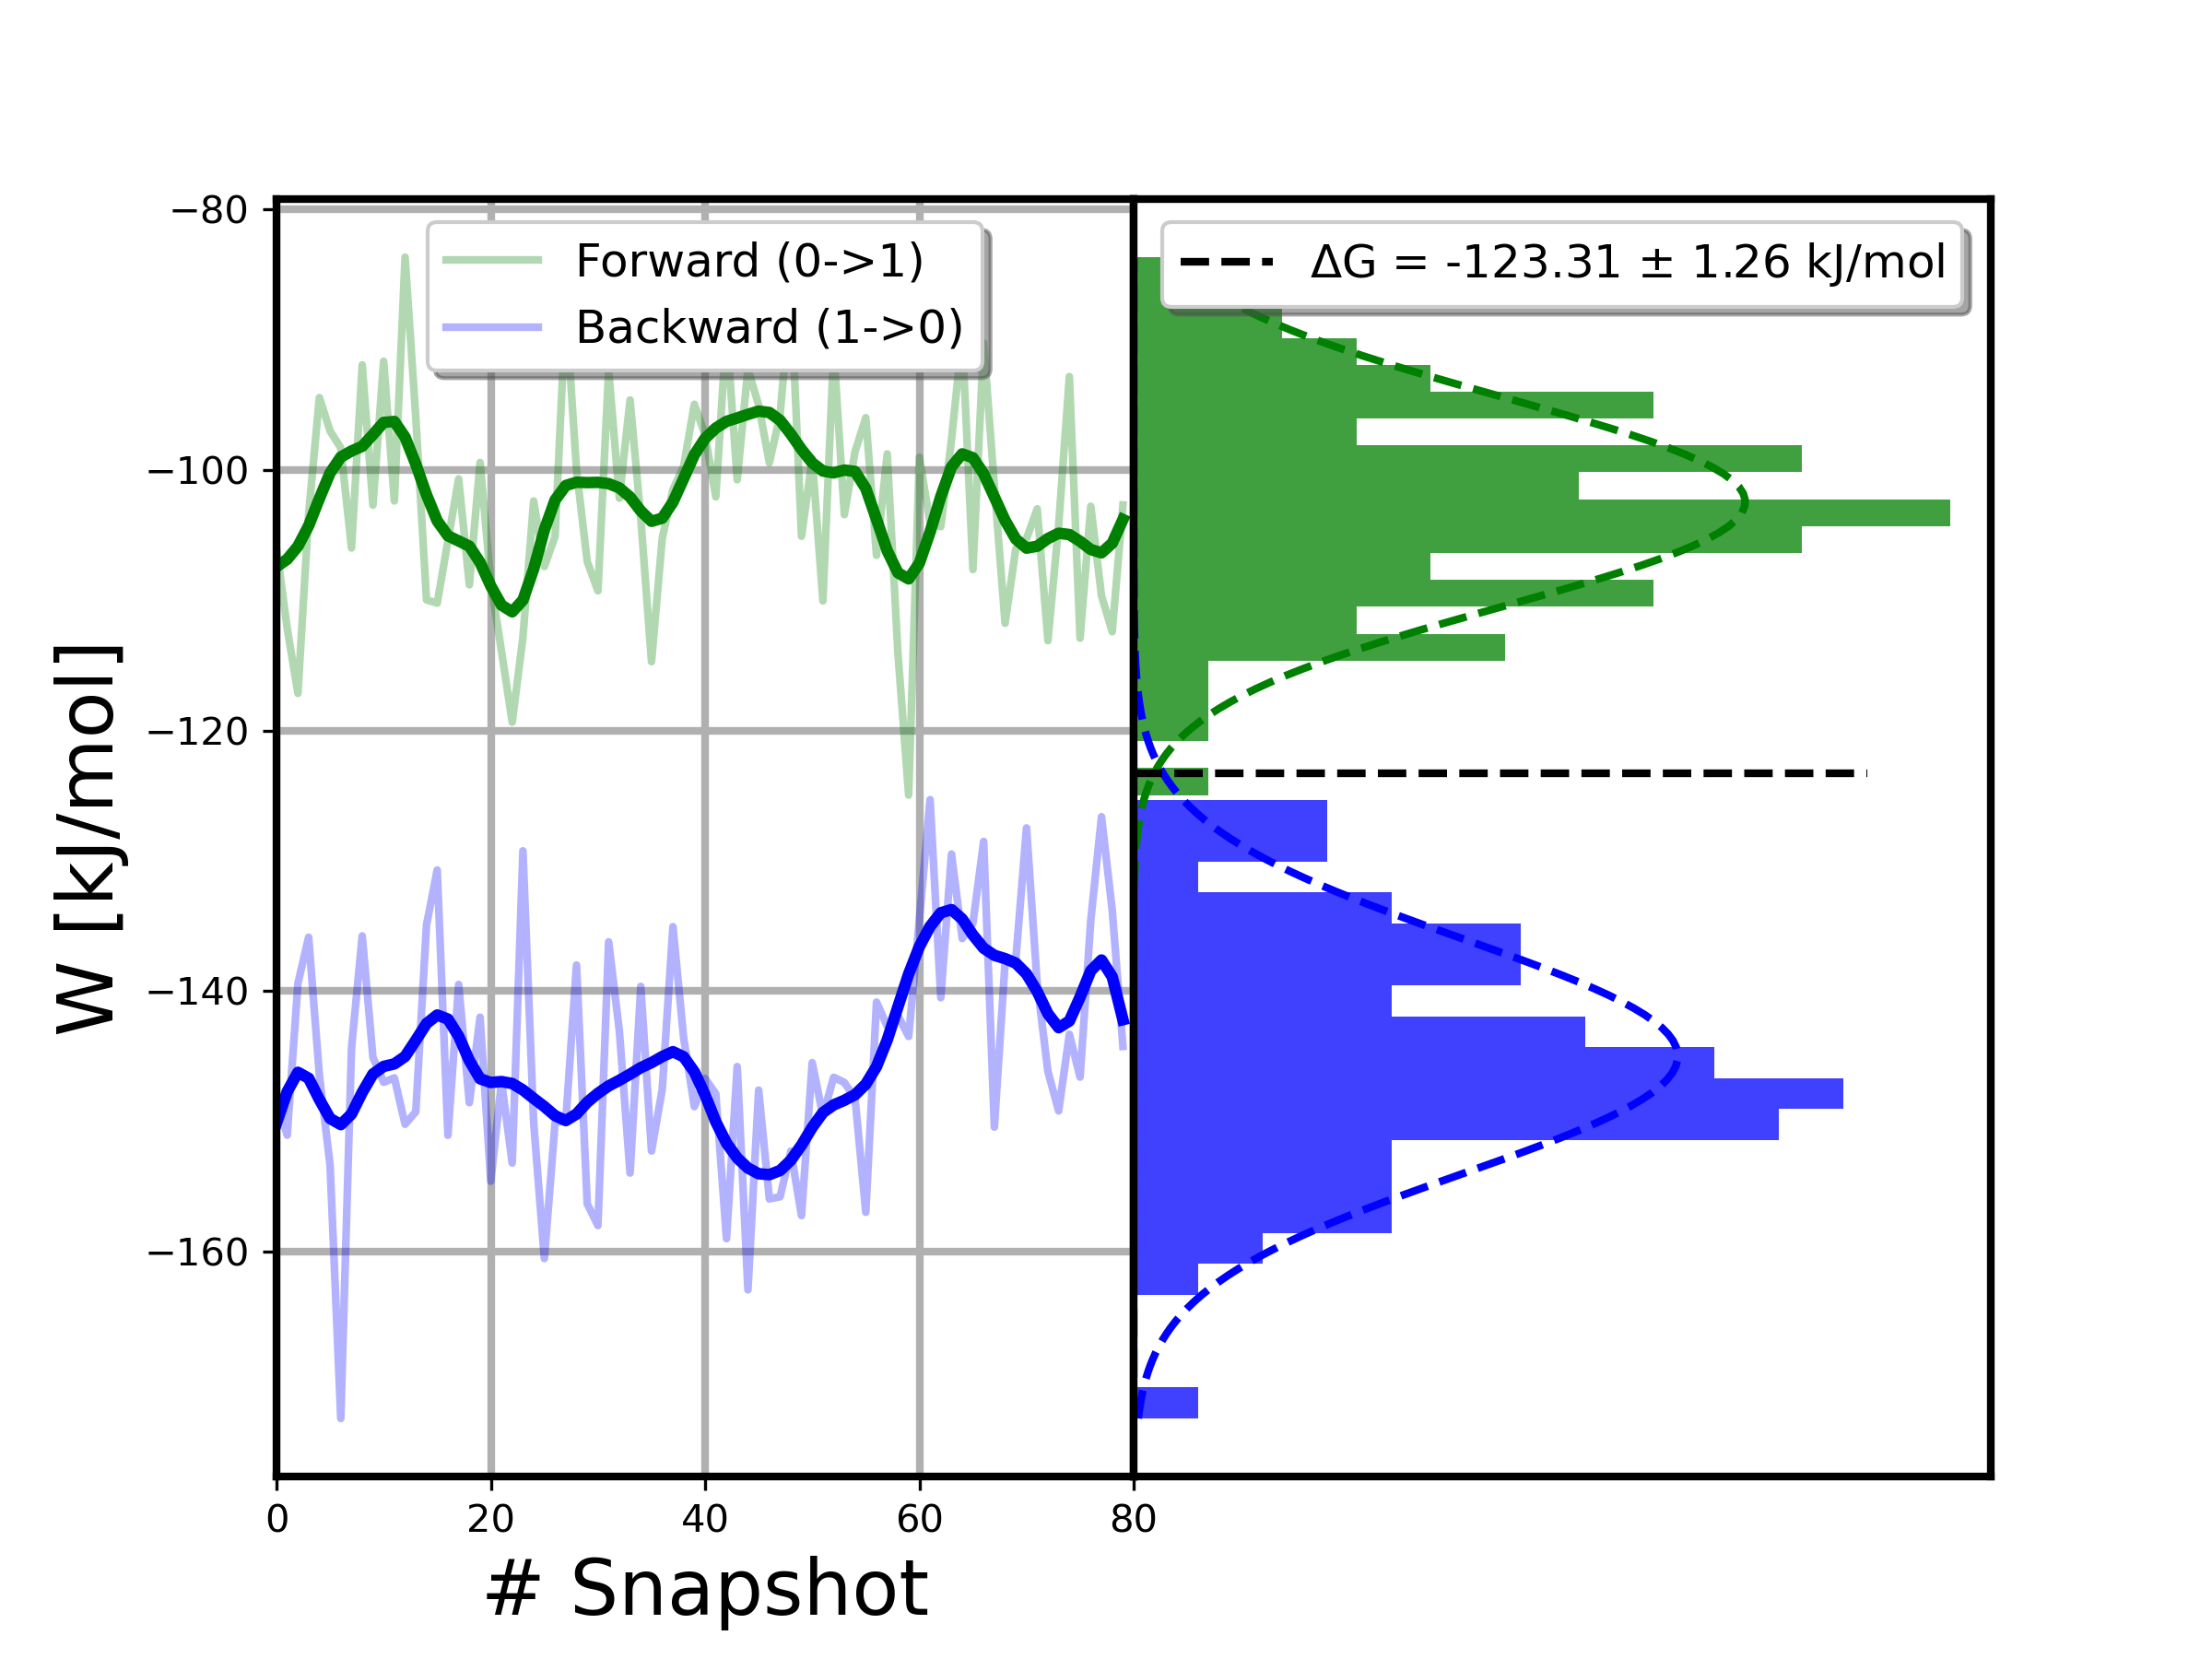 Forward (0->1)
Backward (1->0)
ΔG = -123.31 ± 1.26 kJ/mol
W [kJ/mol]
−80
−100
−120
−140
−160
0 20 40 60 80
# Snapshot